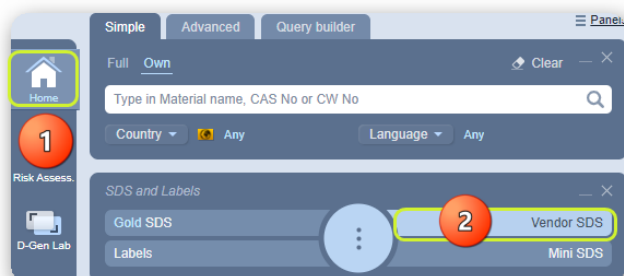 Simple
Advanced
Query builder
Panel
Full
Own
Clear
Type in Material name, CAS No or CW No
Home
Country
Any
Language
Any
1
Risk Assess.
SDS and Labels
Gold SDS
2
Vendor SDS
D-Gen Lab
Labels
Mini SDS